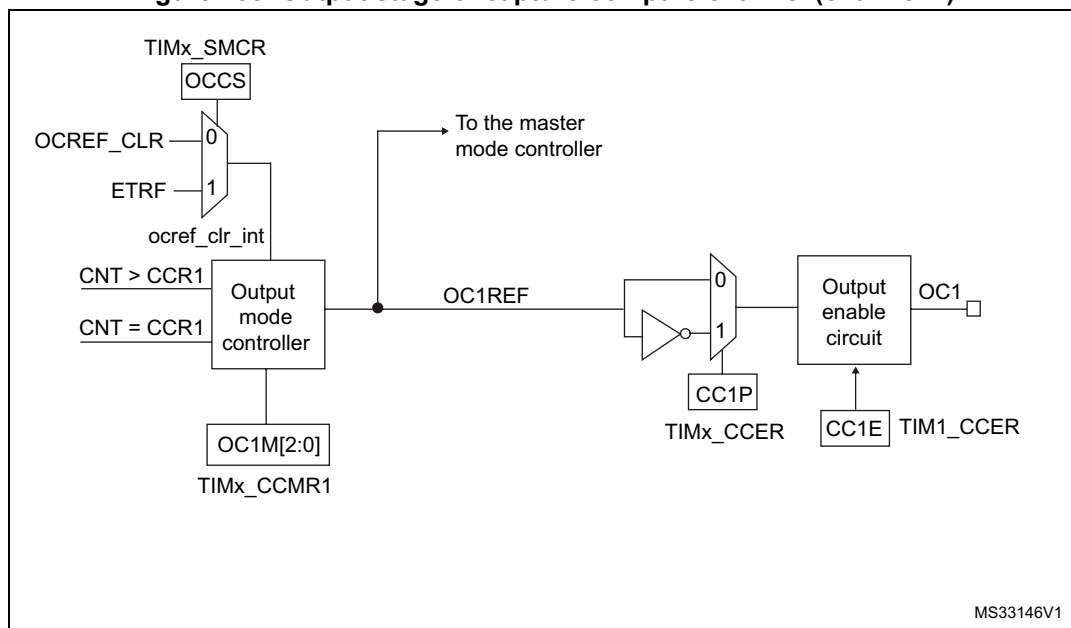 TIMx_SMCR
OCCS
OCREF_CLR
0
ETRF
1
ocref_clr_int
To the master
mode controller
CNT > CCR1
CNT = CCR1
Output
mode
controller
OC1REF
0
1
Output
enable
circuit
OC1
CC1P
TIMx_CCER
CC1E
TIM1_CCER
OC1M[2:0]
TIMx_CCMR1
MS33146V1